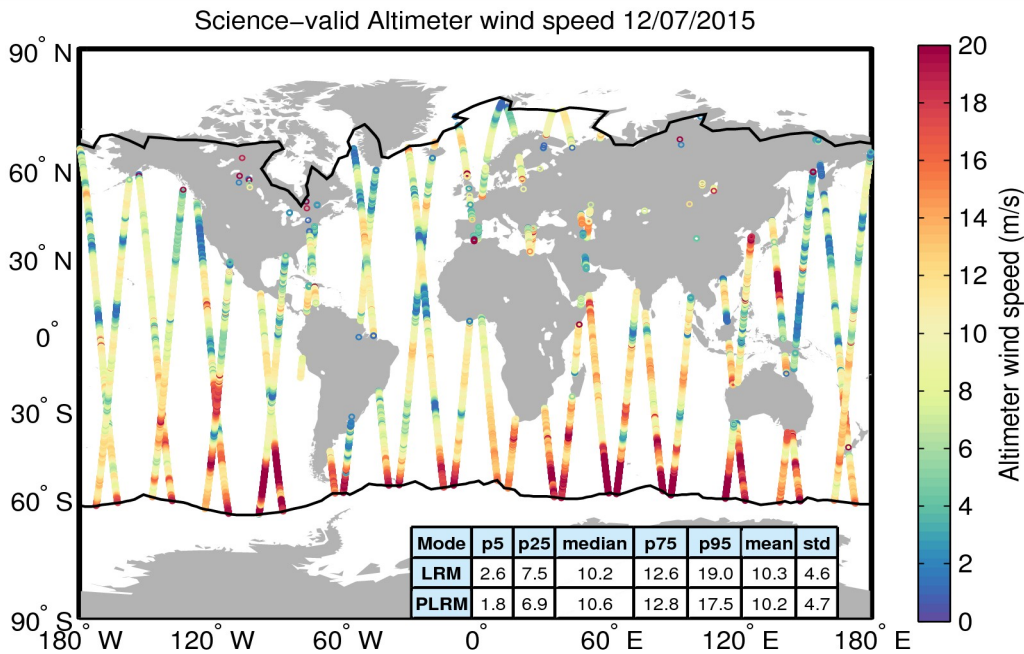 Science-valid Altimeter wind speed 12/07/2015
90° N
60° N
30° N
0°
30° S
60° S
90° S
180° W
120° W
60° W
0°
60° E
120° E
180° E
Mode p5 p25 median p75 p95 mean std
LRM 2.6 7.5 10.2 12.6 19.0 10.3 4.6
PLRM 1.8 6.9 10.6 12.8 17.5 10.2 4.7
20
18
16
14
12
10
8
6
4
2
0
Altimeter wind speed (m/s)